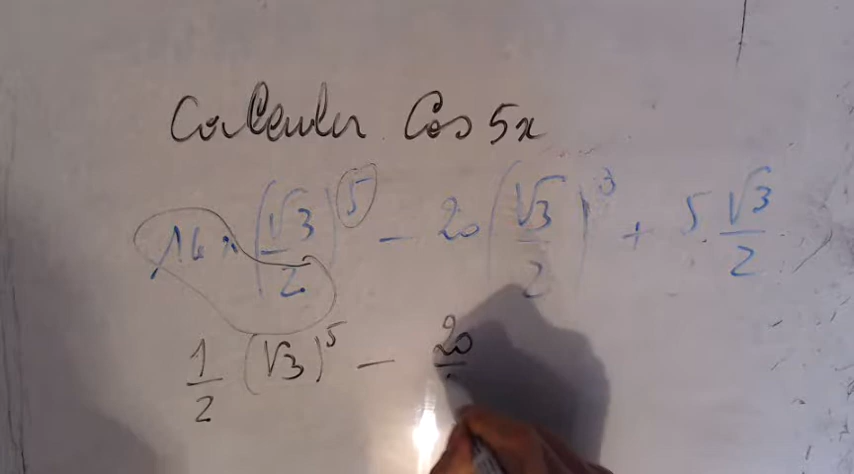 Calculer Cos 5x
16 × (√3/2)^5 − 20 (√3/2)^3 + 5 √3/2
1/2 (√3)^5 − 20/